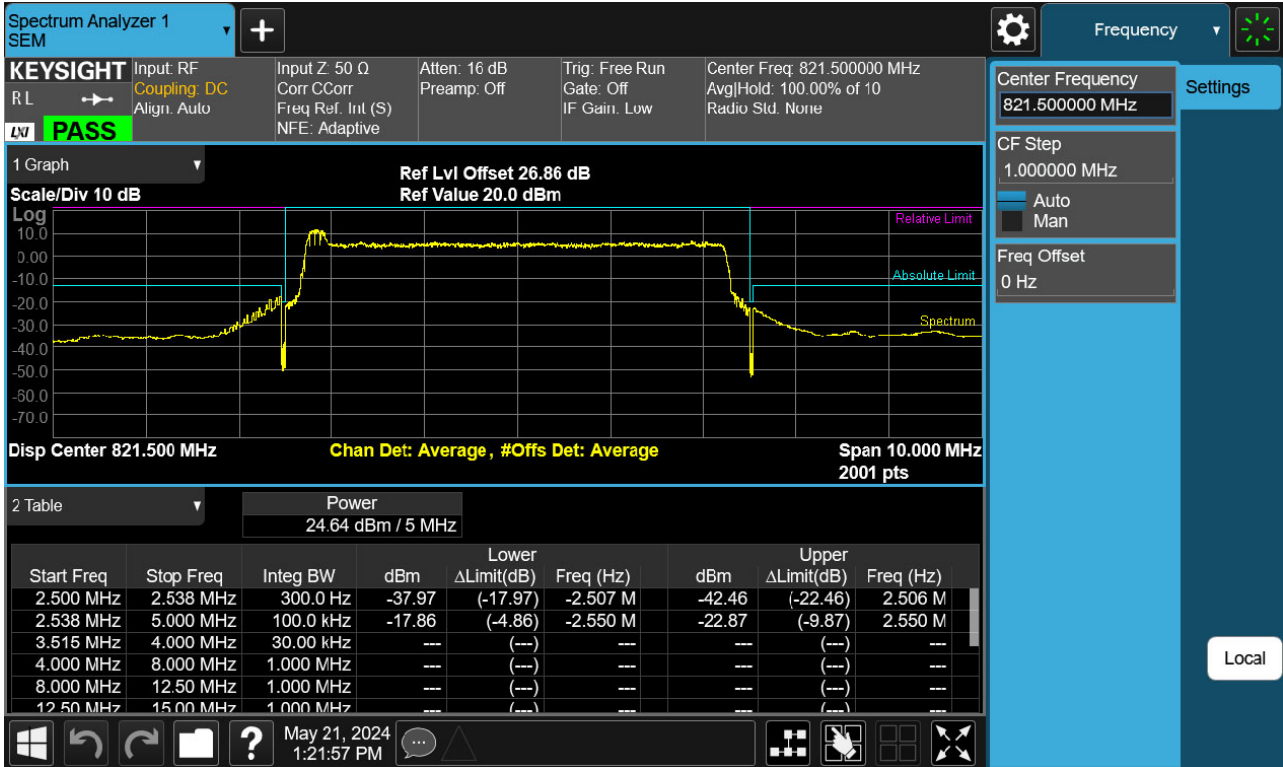 Spectrum Analyzer 1
SEM
Frequency
KEYSIGHT
R L
LXI
PASS
Input: RF
Coupling: DC
Align: Auto
Input Z: 50 Ω
Corr CCorr
Freq Ref: Int (S)
NFE: Adaptive
Atten: 16 dB
Preamp: Off
Trig: Free Run
Gate: Off
IF Gain: Low
Center Freq: 821.500000 MHz
Avg|Hold: 100.00% of 10
Radio Std: None
Center Frequency
821.500000 MHz
Settings
CF Step
1.000000 MHz
Auto
Man
Freq Offset
0 Hz
Local
1 Graph
Scale/Div 10 dB
Ref Lvl Offset 26.86 dB
Ref Value 20.0 dBm
Log
10.0
0.00
-10.0
-20.0
-30.0
-40.0
-50.0
-60.0
-70.0
Relative Limit
Absolute Limit
Spectrum
Disp Center 821.500 MHz
Chan Det: Average , #Offs Det: Average
Span 10.000 MHz
2001 pts
2 Table
Power
24.64 dBm / 5 MHz
Lower Upper
Start Freq Stop Freq Integ BW dBm ΔLimit(dB) Freq (Hz) dBm ΔLimit(dB) Freq (Hz)
2.500 MHz 2.538 MHz 300.0 Hz -37.97 (-17.97) -2.507 M -42.46 (-22.46) 2.506 M
2.538 MHz 5.000 MHz 100.0 kHz -17.86 (-4.86) -2.550 M -22.87 (-9.87) 2.550 M
3.515 MHz 4.000 MHz 30.00 kHz --- (---) --- --- (---) ---
4.000 MHz 8.000 MHz 1.000 MHz --- (---) --- --- (---) ---
8.000 MHz 12.50 MHz 1.000 MHz --- (---) --- --- (---) ---
12.50 MHz 15.00 MHz 1.000 MHz --- (---) --- --- (---) ---
?
May 21, 2024
1:21:57 PM